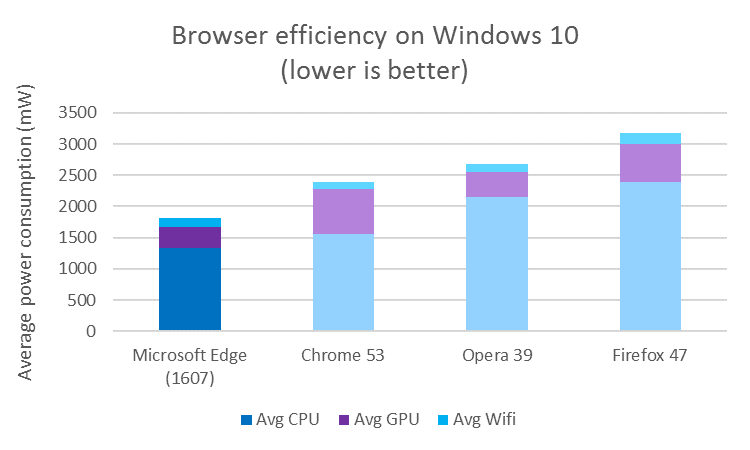 Browser efficiency on Windows 10
(lower is better)
Average power consumption (mW)
3500
3000
2500
2000
1500
1000
500
0
Microsoft Edge
(1607)
Chrome 53
Opera 39
Firefox 47
Avg CPU
Avg GPU
Avg Wifi